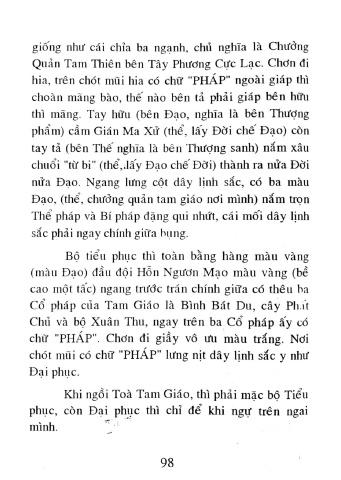 giống như cái chỉa ba ngạnh, chủ nghĩa là Chưởng
Quản Tam Thiên bên Tây Phương Cực Lạc. Chơn đi
hia, trên chót mũi hia có chữ "PHÁP" ngoài giáp thì
choàng mãng bào, thế nào bên tả phải giáp bên hữu
thì mãng. Tay hữu (bên Đạo, nghĩa là bên Thượng
phẩm) cầm Gián Ma Xử (thể, lấy Đời chế Đạo) còn
tay tả (bên Thế nghĩa là bên Thượng sanh) nắm xâu
chuổi "từ bi" (thể,lấy Đạo chế Đời) thành ra nửa Đời
nửa Đạo. Ngang lưng cột dây lịnh sắc, có ba màu
Đạo, (thể, chưởng quản tam giáo nơi mình) nắm trọn
Thể pháp và Bí pháp đặng qui nhứt, cái mối dây lịnh
sắc phải ngay chính giữa bụng.
Bộ tiểu phục thì toàn bằng hàng màu vàng
(màu Đạo) đầu đội Hỗn Ngươn Mạo màu vàng (bề
cao một tấc) ngang trước trán chính giữa có thêu ba
Cổ pháp của Tam Giáo là Bình Bát Du, cây Phất
Chủ và bộ Xuân Thu, ngay trên ba Cổ pháp ấy có
chữ "PHÁP". Chơn đi giầy vô ưu màu trắng. Nơi
chót mũi có chữ "PHÁP" lưng nịt dây lịnh sắc y như
Đại phục.
Khi ngồi Toà Tam Giáo, thì phải mặc bộ Tiểu
phục, còn Đại phục thì chỉ để khi ngự trên ngai
mình.
98